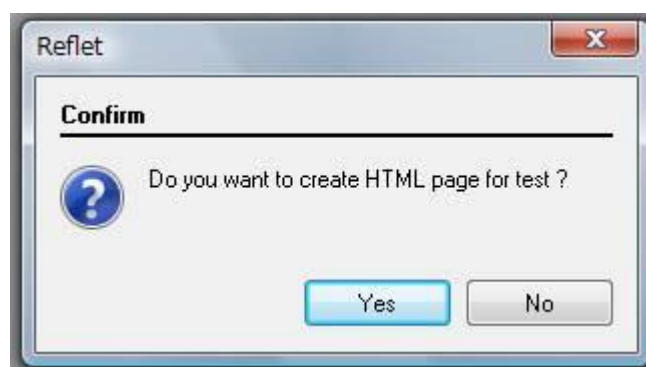 Reflet
Confirm
Do you want to create HTML page for test ?
Yes
No